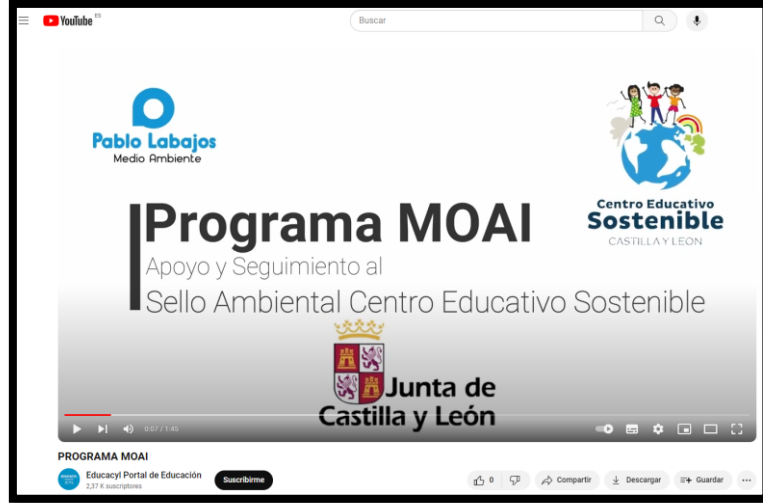 YouTube ES
Buscar
Pablo Labajos
Medio Ambiente
Centro Educativo
Sostenible
CASTILLA Y LEON
Programa MOAI
Apoyo y Seguimiento al
Sello Ambiental Centro Educativo Sostenible
Junta de
Castilla y León
0:07 / 1:45
PROGRAMA MOAI
Educacyl Portal de Educación
2,37 K suscriptores
Suscribirme
0
Compartir
Descargar
Guardar